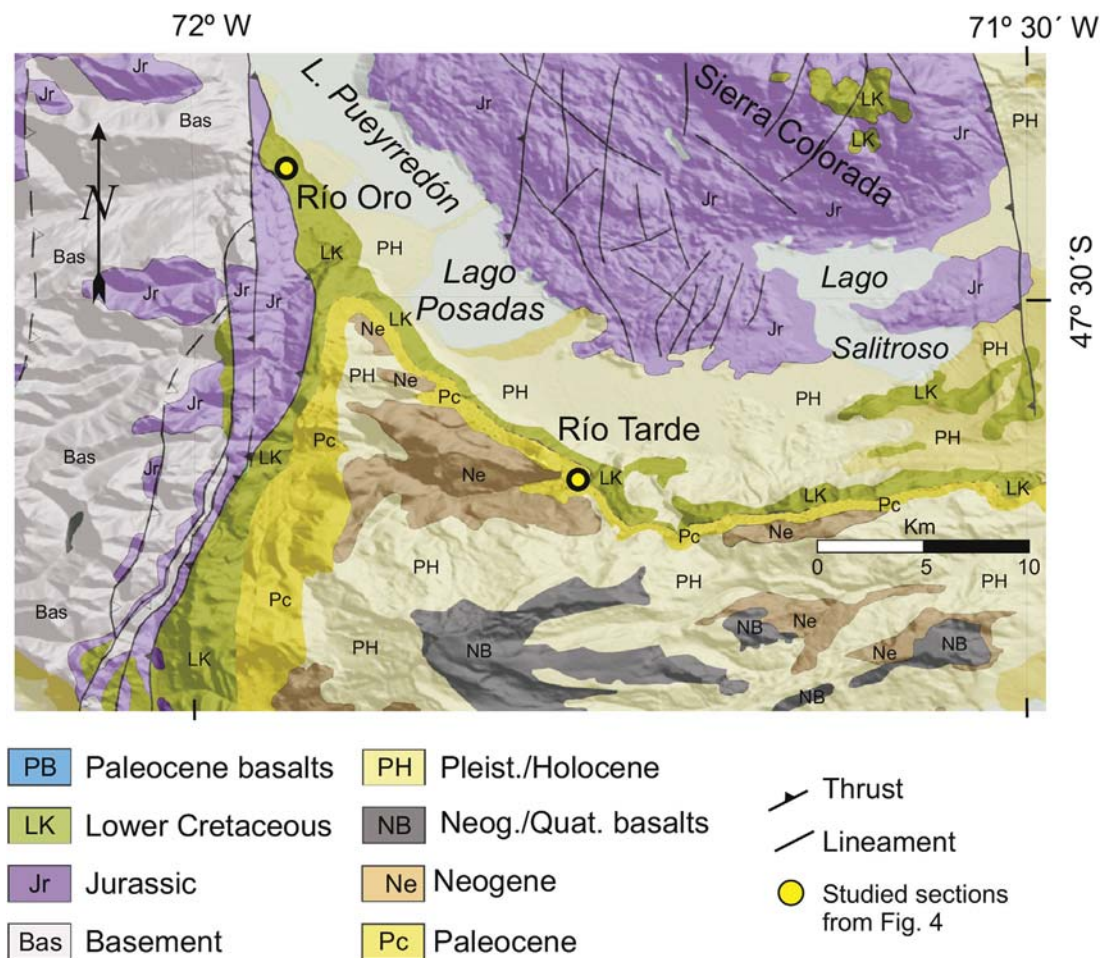 72º W
71º 30´ W
Jr
Jr
Bas
L. Pueyrredón
Jr
Sierra Colorada
LK
LK
Jr
PH
N
Río Oro
Jr
Jr
Bas
LK
PH
Lago
Posadas
Lago
Salitroso
Jr
47º 30´S
Jr
Jr
Jr
Jr
LK
Ne
PH
Ne
Pc
PH
PH
LK
PH
Jr
Bas
Pc
Río Tarde
PH
Jr
LK
Ne
LK
LK
Pc
LK
Bas
Pc
Ne
Km
0 5 10
PH
PH
PH
Bas
Pc
PH
NB
NB
Ne
Ne
NB
LK
NB
PB Paleocene basalts
LK Lower Cretaceous
Jr Jurassic
Bas Basement
PH Pleist./Holocene
NB Neog./Quat. basalts
Ne Neogene
Pc Paleocene
Thrust
Lineament
Studied sections
from Fig. 4